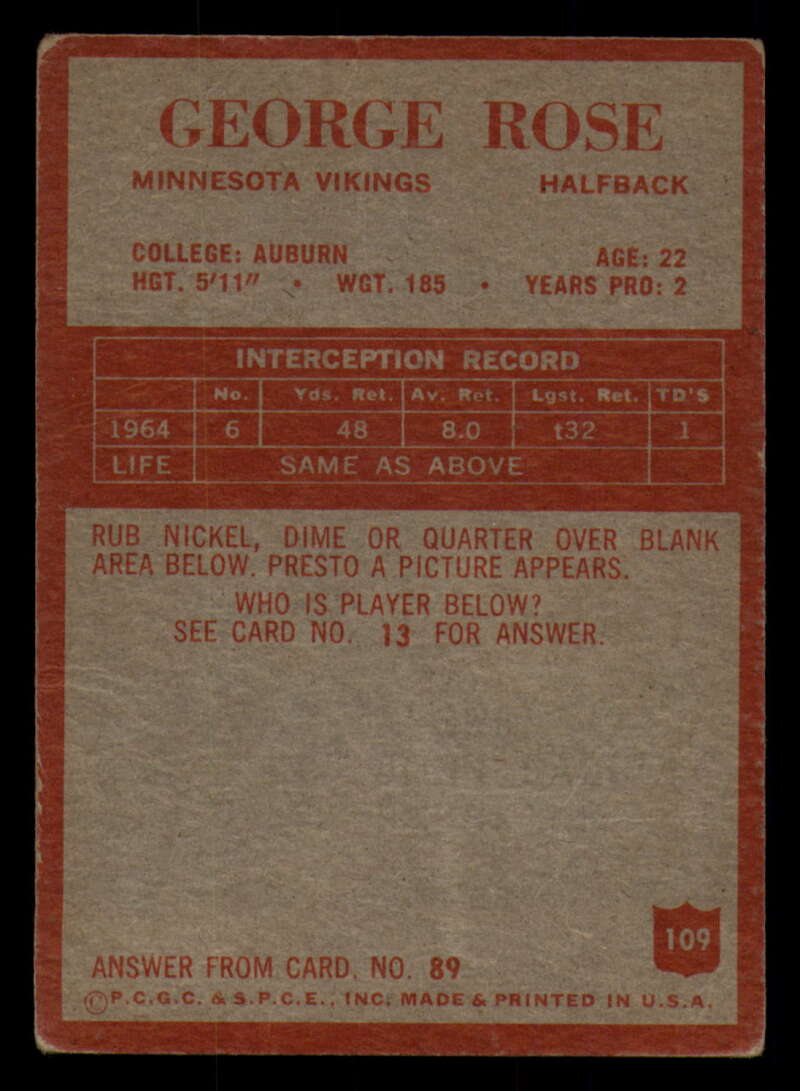 GEORGE ROSE
MINNESOTA VIKINGS HALFBACK
COLLEGE: AUBURN AGE: 22
HGT. 5'11" • WGT. 185 • YEARS PRO: 2
INTERCEPTION RECORD
No. Yds. Ret. Av. Ret. Lgst. Ret. TD'S
1964 6 48 8.0 t32 1
LIFE SAME AS ABOVE
RUB NICKEL, DIME OR QUARTER OVER BLANK
AREA BELOW. PRESTO A PICTURE APPEARS.
WHO IS PLAYER BELOW?
SEE CARD NO. 13 FOR ANSWER.
109
ANSWER FROM CARD. NO. 89
©P.C.G.C. & S.P.C.E., INC. MADE & PRINTED IN U.S.A.